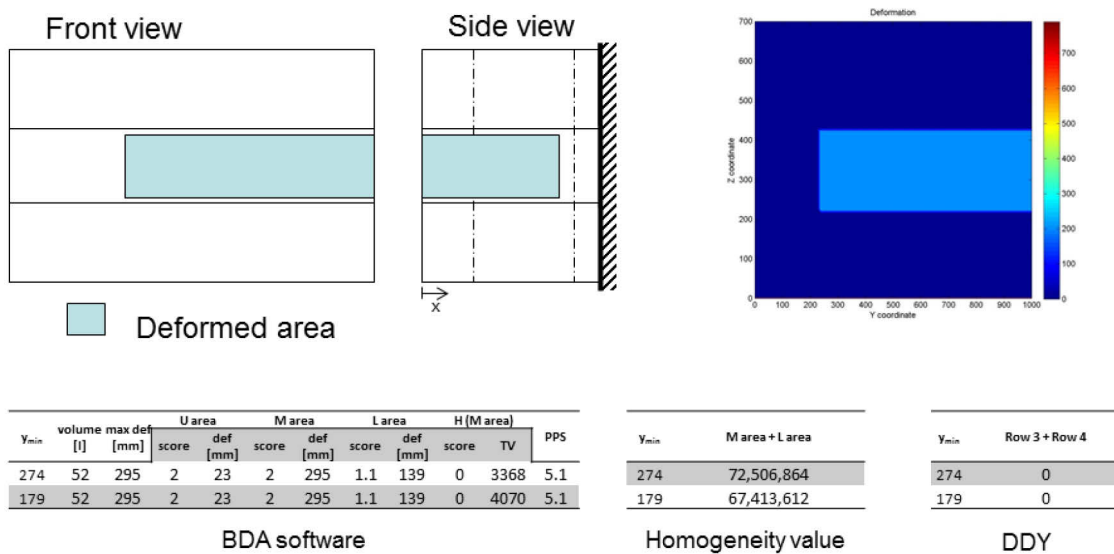 Front view
Side view
x
Deformed area
Deformation
Z coordinate
700
600
500
400
300
200
100
0
0 100 200 300 400 500 600 700 800 900 1000
Y coordinate
700
600
500
400
300
200
100
0
y_min volume [l] max def [mm] U area M area L area H (M area) PPS
score def [mm] score def [mm] score def [mm] score TV
274 52 295 2 23 2 295 1.1 139 0 3368 5.1
179 52 295 2 23 2 295 1.1 139 0 4070 5.1
BDA software
y_min M area + L area
274 72,506,864
179 67,413,612
Homogeneity value
y_min Row 3 + Row 4
274 0
179 0
DDY